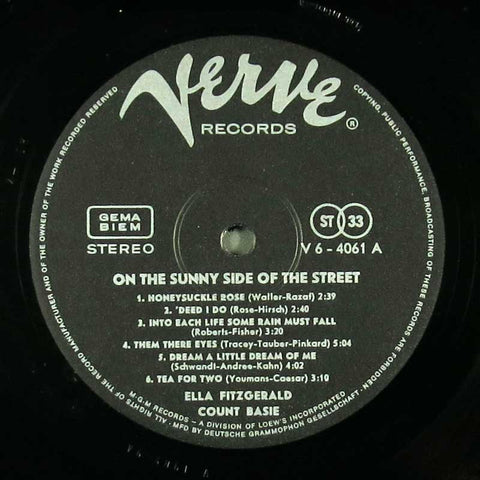 Verve
RECORDS ®
GEMA
BIEM
STEREO
ST 33
V 6 - 4061 A
ON THE SUNNY SIDE OF THE STREET
1. HONEYSUCKLE ROSE (Waller-Razaf) 2:39
2. 'DEED I DO (Rose-Hirsch) 2:40
3. INTO EACH LIFE SOME RAIN MUST FALL
(Roberts-Fisher) 3:20
4. THEM THERE EYES (Tracey-Tauber-Pinkard) 5:04
5. DREAM A LITTLE DREAM OF ME
(Schwandl-Andree-Kahn) 4:02
6. TEA FOR TWO (Youmans-Caesar) 3:10
ELLA FITZGERALD
COUNT BASIE
M.G.M RECORDS – A DIVISION OF LOEW'S INCORPORATED
MFD BY DEUTSCHE GRAMMOPHON GESELLSCHAFT.
ALL RIGHTS OF THE RECORD MANUFACTURER AND OF THE OWNER OF THE WORK RECORDED RESERVED
COPYING, PUBLIC PERFORMANCE, BROADCASTING OF THESE RECORDS ARE FORBIDDEN